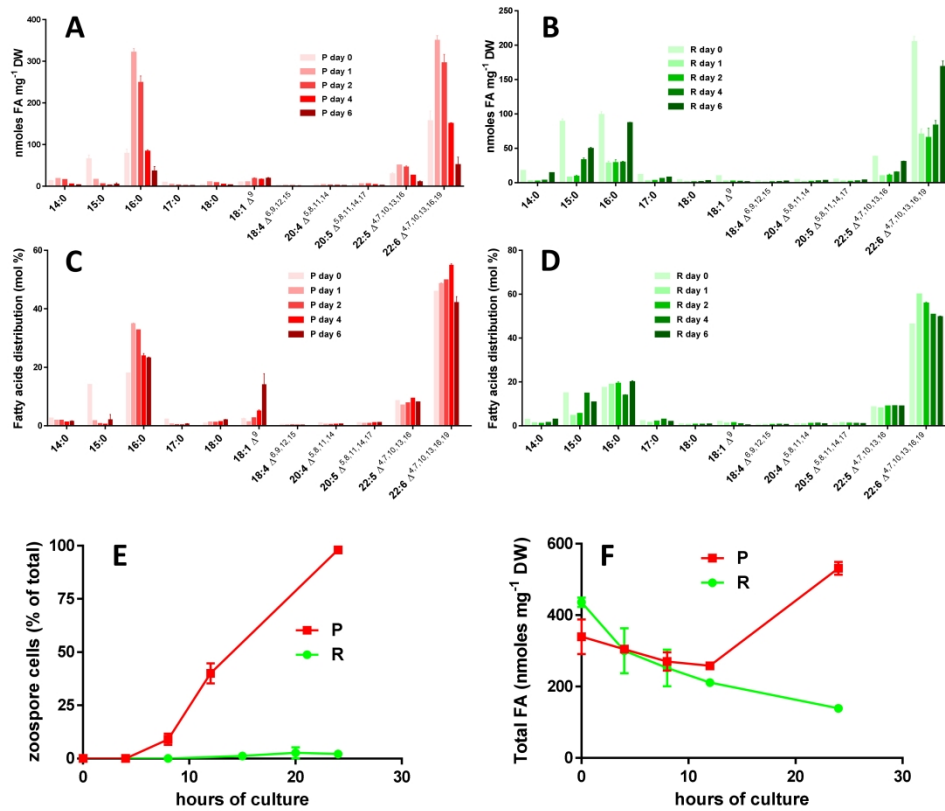 A
nmoles FA mg⁻¹ DW
400
300
200
100
0
P day 0
P day 1
P day 2
P day 4
P day 6
14:0
15:0
16:0
17:0
18:0
18:1 Δ⁹
18:4 Δ⁶,⁹,¹²,¹⁵
20:4 Δ⁵,⁸,¹¹,¹⁴
20:5 Δ⁵,⁸,¹¹,¹⁴,¹⁷
22:5 Δ⁴,⁷,¹⁰,¹³,¹⁶
22:6 Δ⁴,⁷,¹⁰,¹³,¹⁶,¹⁹
B
nmoles FA mg⁻¹ DW
250
200
150
100
50
0
R day 0
R day 1
R day 2
R day 4
R day 6
14:0
15:0
16:0
17:0
18:0
18:1 Δ⁹
18:4 Δ⁶,⁹,¹²,¹⁵
20:4 Δ⁵,⁸,¹¹,¹⁴
20:5 Δ⁵,⁸,¹¹,¹⁴,¹⁷
22:5 Δ⁴,⁷,¹⁰,¹³,¹⁶
22:6 Δ⁴,⁷,¹⁰,¹³,¹⁶,¹⁹
C
Fatty acids distribution (mol %)
60
40
20
0
P day 0
P day 1
P day 2
P day 4
P day 6
14:0
15:0
16:0
17:0
18:0
18:1 Δ⁹
18:4 Δ⁶,⁹,¹²,¹⁵
20:4 Δ⁵,⁸,¹¹,¹⁴
20:5 Δ⁵,⁸,¹¹,¹⁴,¹⁷
22:5 Δ⁴,⁷,¹⁰,¹³,¹⁶
22:6 Δ⁴,⁷,¹⁰,¹³,¹⁶,¹⁹
D
Fatty acids distribution (mol %)
80
60
40
20
0
R day 0
R day 1
R day 2
R day 4
R day 6
14:0
15:0
16:0
17:0
18:0
18:1 Δ⁹
18:4 Δ⁶,⁹,¹²,¹⁵
20:4 Δ⁵,⁸,¹¹,¹⁴
20:5 Δ⁵,⁸,¹¹,¹⁴,¹⁷
22:5 Δ⁴,⁷,¹⁰,¹³,¹⁶
22:6 Δ⁴,⁷,¹⁰,¹³,¹⁶,¹⁹
E
zoospore cells (% of total)
100
75
50
25
0
P
R
0
10
20
30
hours of culture
F
Total FA (nmoles mg⁻¹ DW)
600
400
200
0
P
R
0
10
20
30
hours of culture